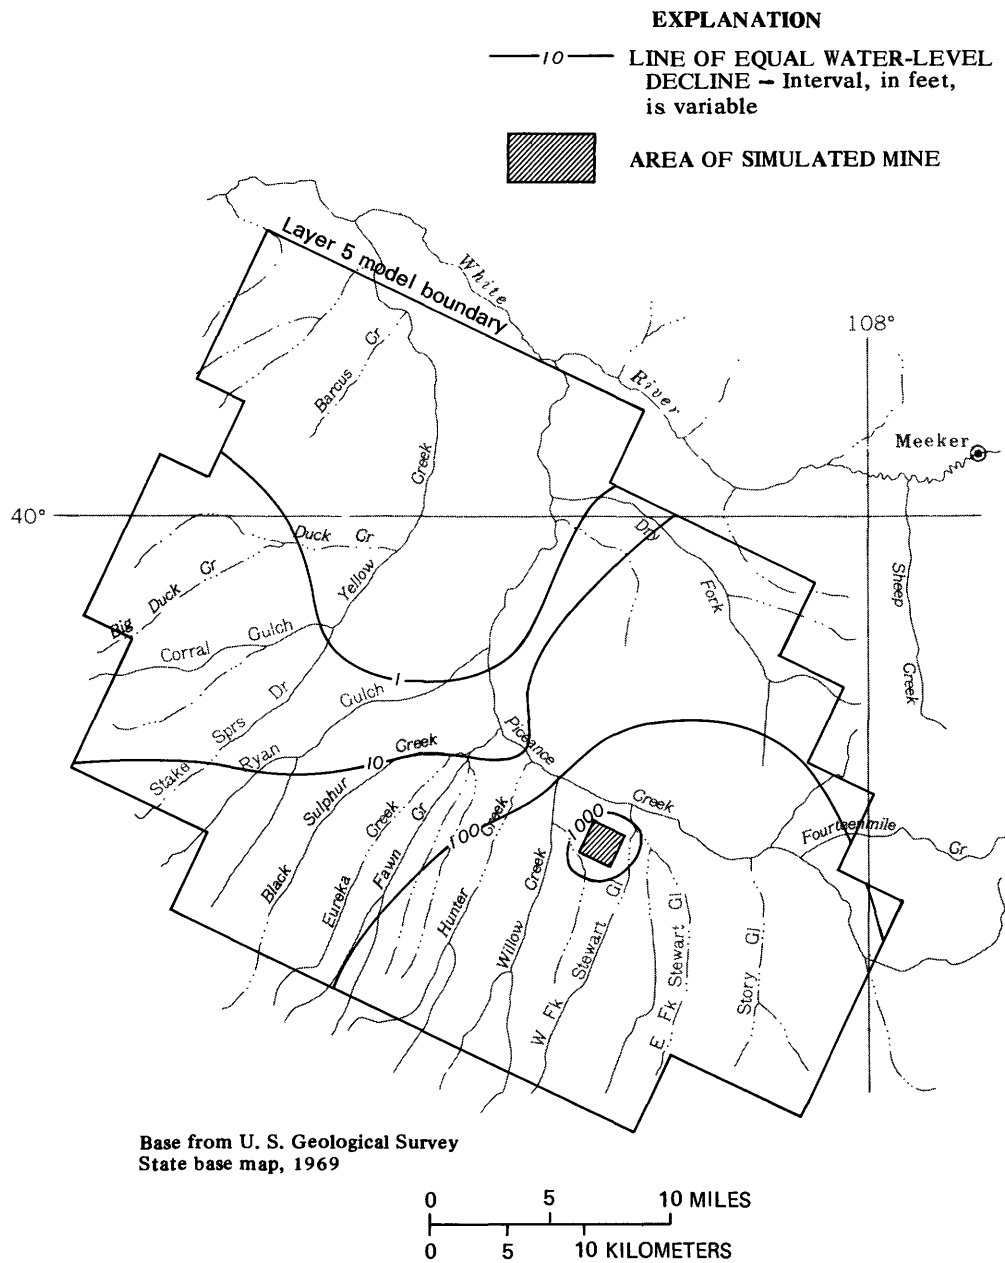 EXPLANATION
10
LINE OF EQUAL WATER-LEVEL
DECLINE – Interval, in feet,
is variable
AREA OF SIMULATED MINE
Layer 5 model boundary
White
River
108°
Meeker
Barcus
Cr
Creek
40°
Duck Cr
Dry
Fork
Big Duck Cr
Yellow
Sheep
Creek
Corral Gulch
1
Stake Sprs Dr
Ryan Gulch
Piceance
Creek
10
Sulphur Creek
Black
Eureka Creek
Fawn Cr
100
Hunter Creek
Willow Creek
1000
Fourteenmile
Cr
W Fk Stewart Gl
E Fk Stewart Gl
Story Gl
Base from U. S. Geological Survey
State base map, 1969
0 5 10 MILES
0 5 10 KILOMETERS